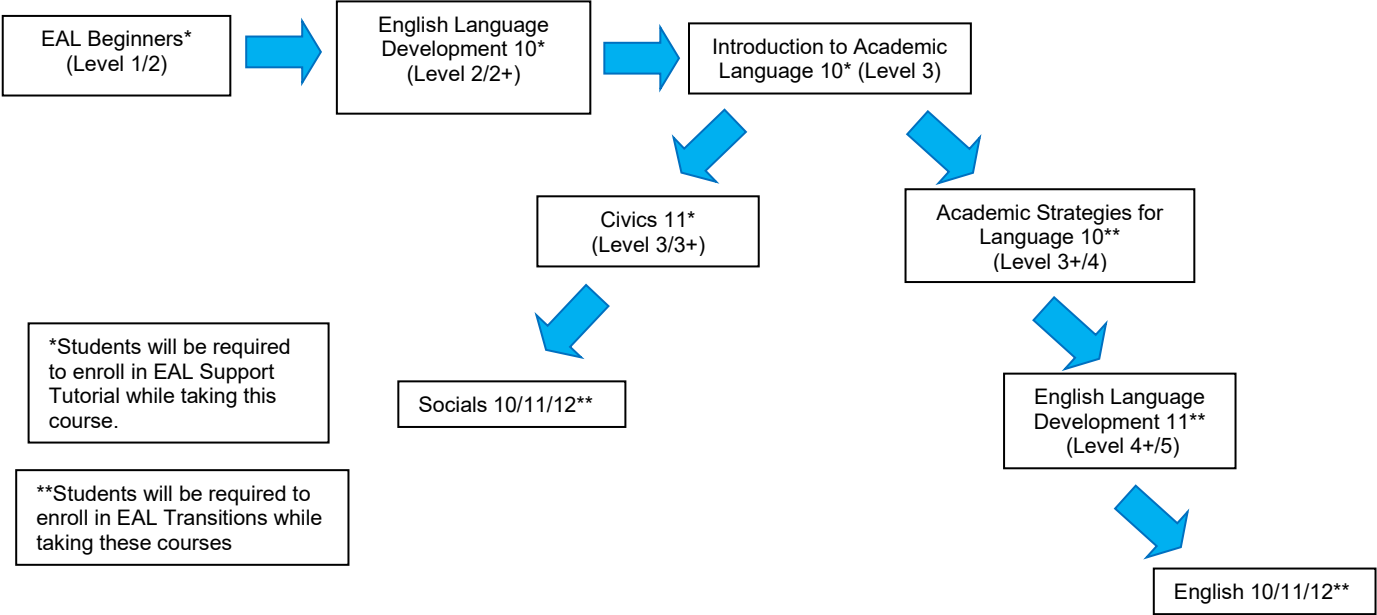 EAL Beginners*
(Level 1/2)
English Language
Development 10*
(Level 2/2+)
Introduction to Academic
Language 10* (Level 3)
Civics 11*
(Level 3/3+)
Academic Strategies for
Language 10**
(Level 3+/4)
*Students will be required
to enroll in EAL Support
Tutorial while taking this
course.
Socials 10/11/12**
English Language
Development 11**
(Level 4+/5)
**Students will be required to
enroll in EAL Transitions while
taking these courses
English 10/11/12**